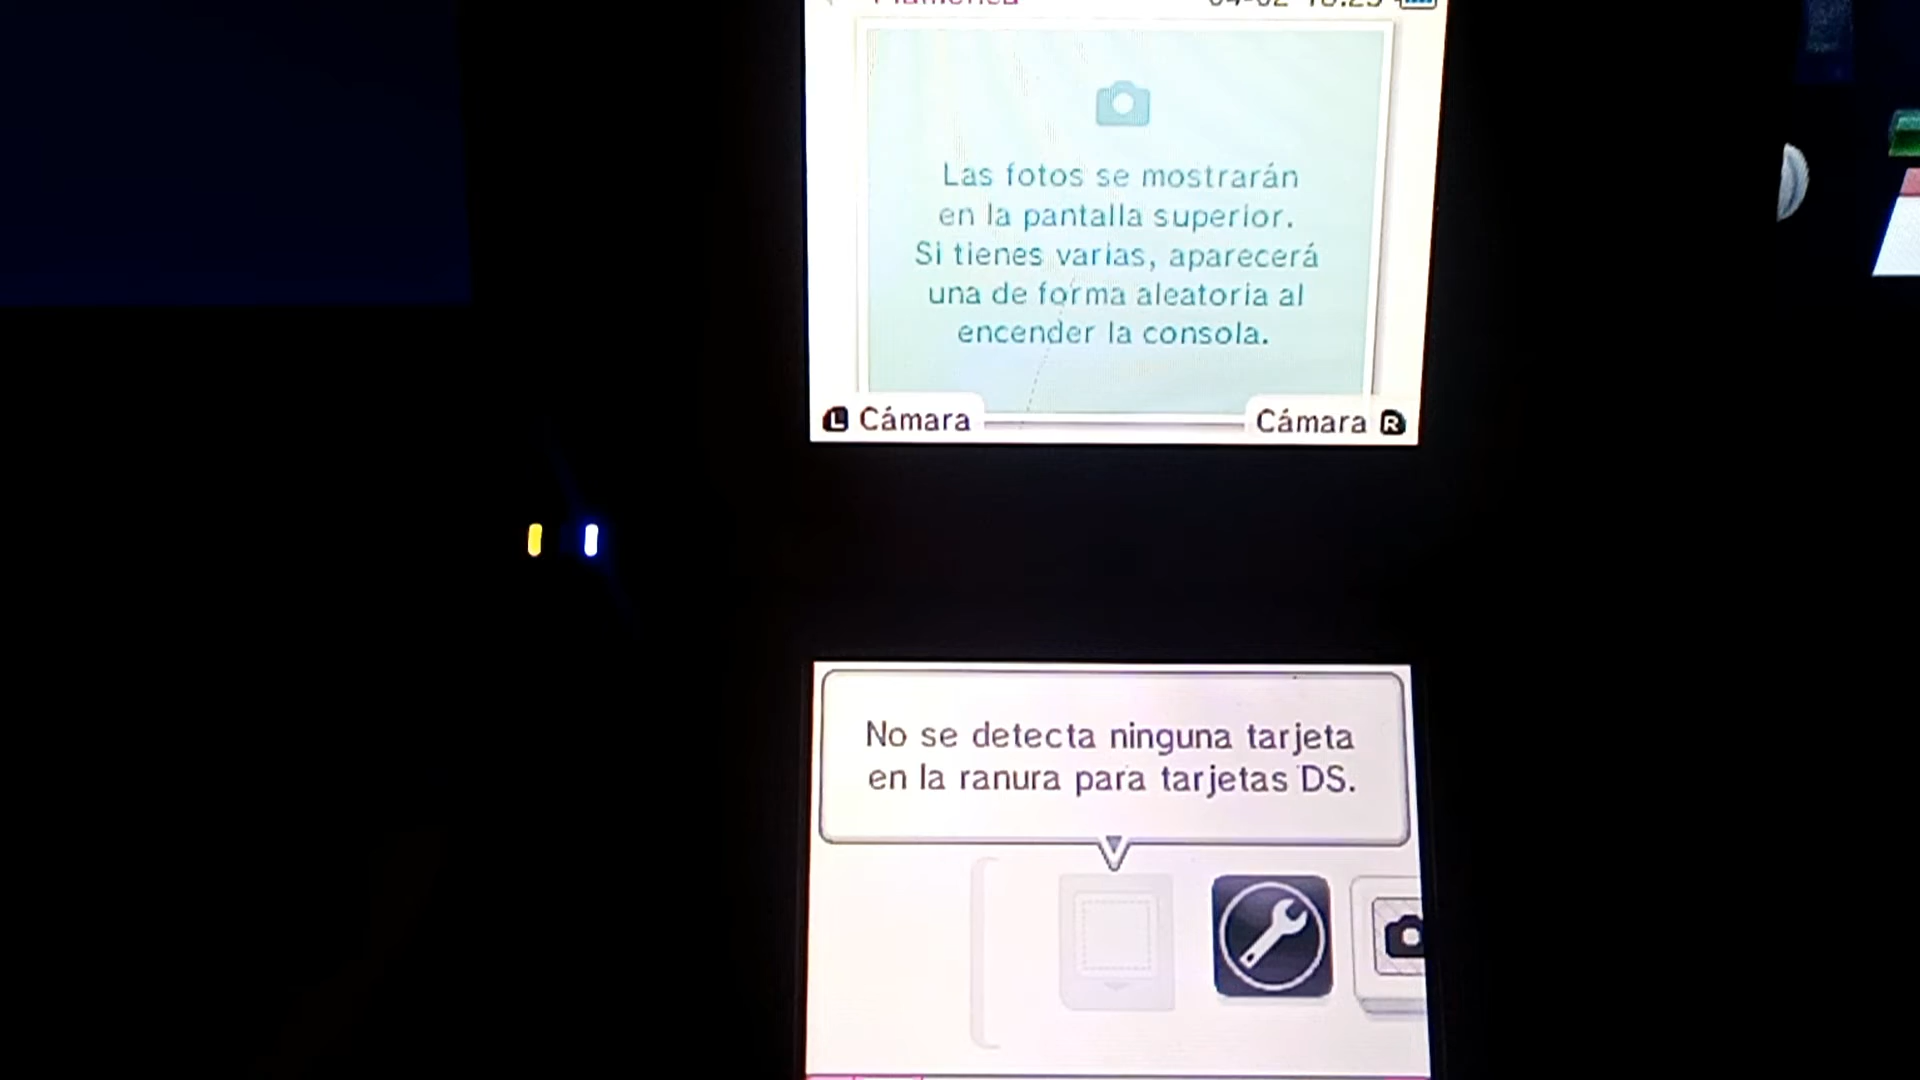 Las fotos se mostrarán
en la pantalla superior.
Si tienes varias, aparecerá
una de forma aleatoria al
encender la consola.
L Cámara
Cámara R
No se detecta ninguna tarjeta
en la ranura para tarjetas DS.